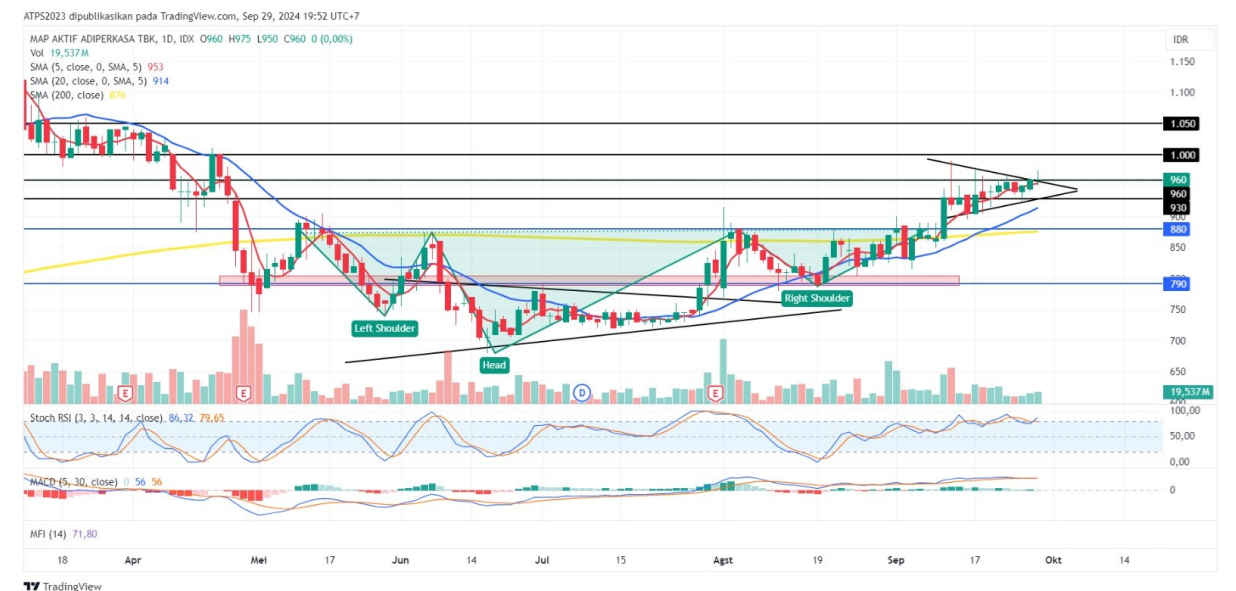 ATPS2023 dipublikasikan pada TradingView.com, Sep 29, 2024 19:52 UTC+7
MAP AKTIF ADIPERKASA TBK, 1D, IDX O960 H975 L950 C960 0 (0,00%)
IDR
Vol 19,537M
SMA (5, close, 0, SMA, 5) 953
SMA (20, close, 0, SMA, 5) 914
SMA (200, close) 876
1.150
1.100
1.050
1.000
960
960
930
900
880
850
800
790
750
700
650
600
Left Shoulder
Head
Right Shoulder
E
E
D
E
19,537M
Stoch RSI (3, 3, 14, 14, close) 86,32 79,65
100,00
50,00
0,00
MACD (5, 30, close) 0 56 56
0
MFI (14) 71,80
18 Apr Mei 17 Jun 14 Jul 15 Agst 19 Sep 17 Okt 14
TradingView